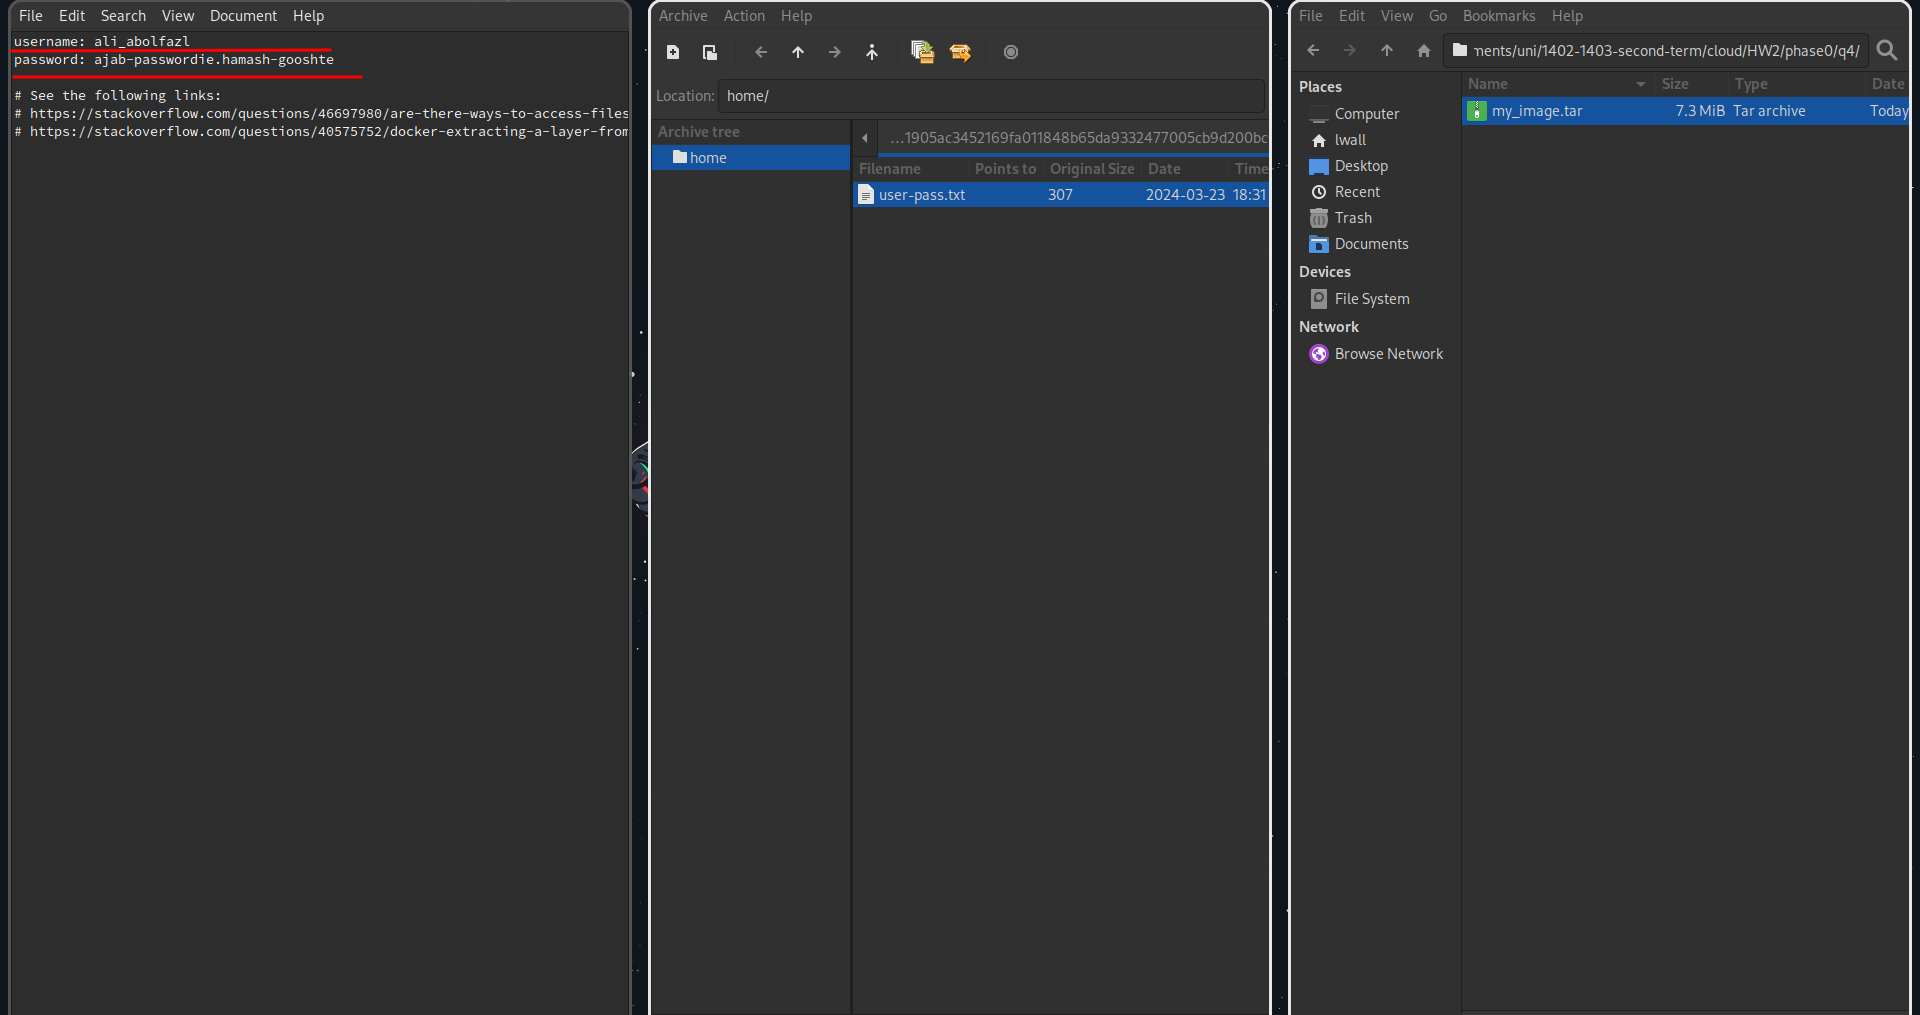 File Edit Search View Document Help
username: ali_abolfazl
password: ajab-passwordie.hamash-gooshte
# See the following links:
# https://stackoverflow.com/questions/46697980/are-there-ways-to-access-files
# https://stackoverflow.com/questions/40575752/docker-extracting-a-layer-from
Archive Action Help
Location: home/
Archive tree
home
...1905ac3452169fa011848b65da9332477005cb9d200bc
Filename Points to Original Size Date Time
user-pass.txt 307 2024-03-23 18:31
File Edit View Go Bookmarks Help
ments/uni/1402-1403-second-term/cloud/HW2/phase0/q4/
Places
Computer
lwall
Desktop
Recent
Trash
Documents
Devices
File System
Network
Browse Network
Name Size Type Date
my_image.tar 7.3 MiB Tar archive Today